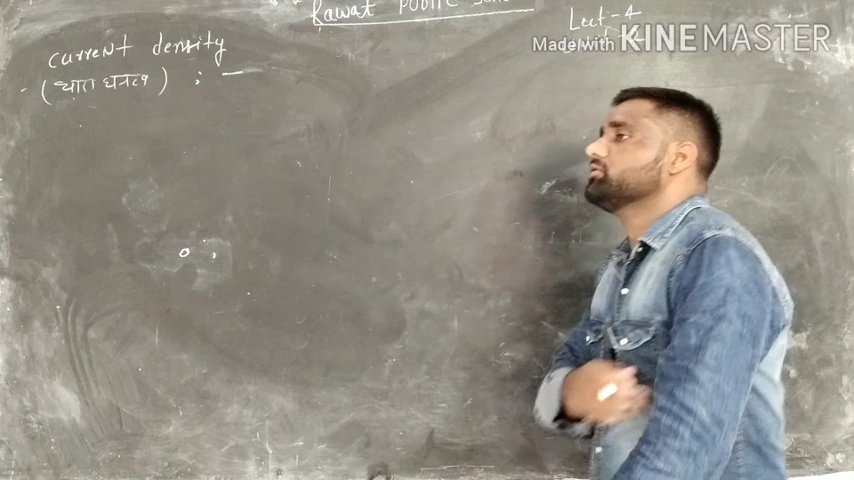 Rawat Public
Lect-4
Made with KINEMASTER
current density
(धारा घनत्व) : —